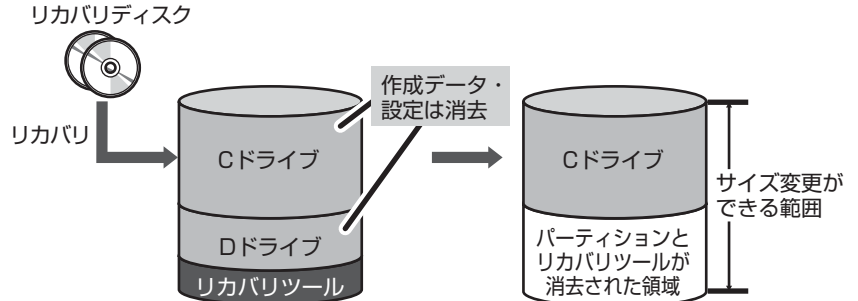 リカバリディスク
作成データ・
設定は消去
リカバリ
Cドライブ
Dドライブ
リカバリツール
Cドライブ
パーティションと
リカバリツールが
消去された領域
サイズ変更が
できる範囲